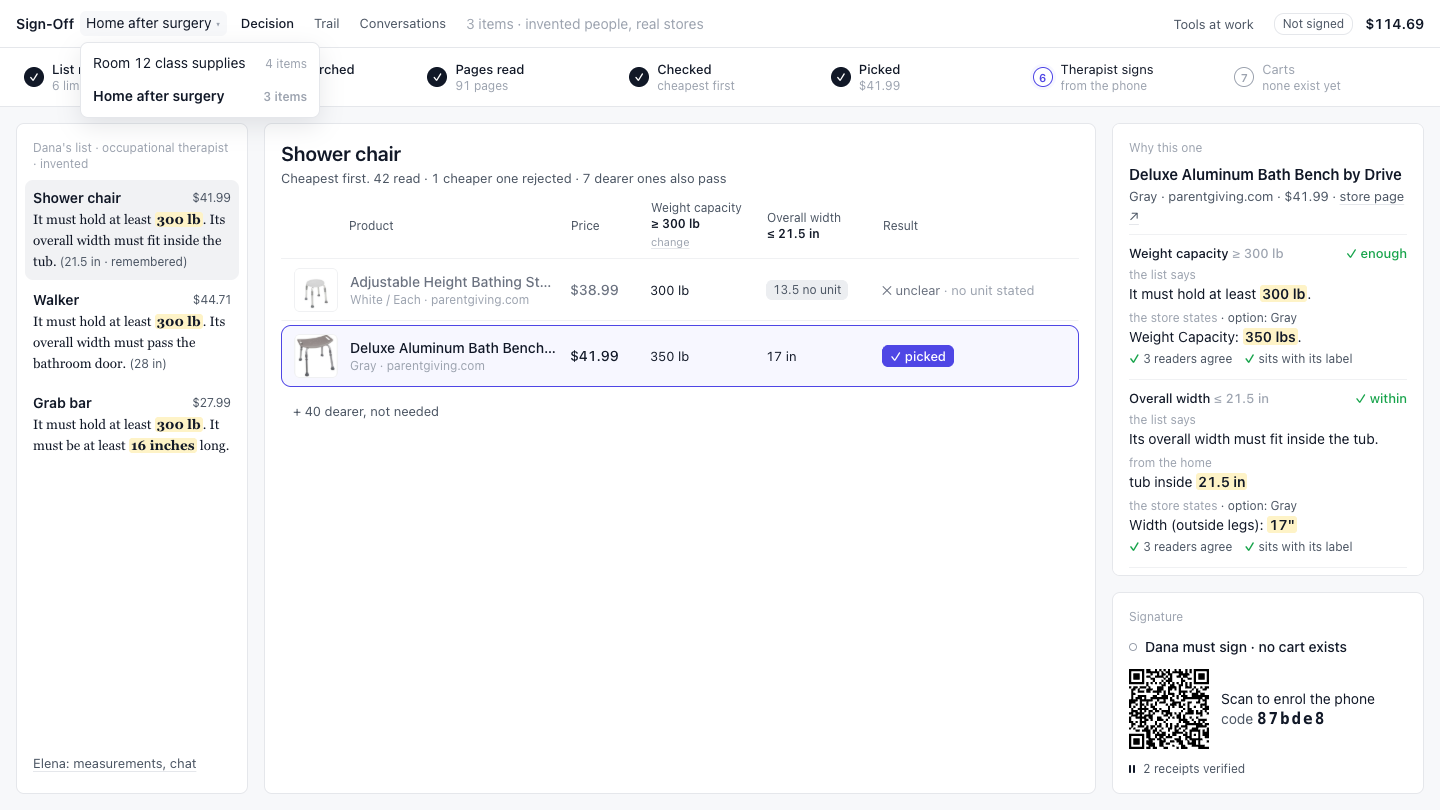 Sign-Off Home after surgery Decision Trail Conversations 3 items · invented people, real stores Tools at work Not signed $114.69
Room 12 class supplies 4 items
Home after surgery 3 items
List
6 lim
rched
Pages read
91 pages
Checked
cheapest first
Picked
$41.99
6 Therapist signs
from the phone
7 Carts
none exist yet
Dana's list · occupational therapist
· invented
Shower chair $41.99
It must hold at least 300 lb. Its
overall width must fit inside the
tub. (21.5 in · remembered)
Walker $44.71
It must hold at least 300 lb. Its
overall width must pass the
bathroom door. (28 in)
Grab bar $27.99
It must hold at least 300 lb. It
must be at least 16 inches long.
Elena: measurements, chat
Shower chair
Cheapest first. 42 read · 1 cheaper one rejected · 7 dearer ones also pass
Product Price Weight capacity ≥ 300 lb change Overall width ≤ 21.5 in Result
Adjustable Height Bathing St... $38.99 300 lb 13.5 no unit ✕ unclear · no unit stated
White / Each · parentgiving.com
Deluxe Aluminum Bath Bench... $41.99 350 lb 17 in ✓ picked
Gray · parentgiving.com
+ 40 dearer, not needed
Why this one
Deluxe Aluminum Bath Bench by Drive
Gray · parentgiving.com · $41.99 · store page
↗
Weight capacity ≥ 300 lb ✓ enough
the list says
It must hold at least 300 lb.
the store states · option: Gray
Weight Capacity: 350 lbs.
✓ 3 readers agree ✓ sits with its label
Overall width ≤ 21.5 in ✓ within
the list says
Its overall width must fit inside the tub.
from the home
tub inside 21.5 in
the store states · option: Gray
Width (outside legs): 17"
✓ 3 readers agree ✓ sits with its label
Signature
Dana must sign · no cart exists
Scan to enrol the phone
code 87bde8
2 receipts verified